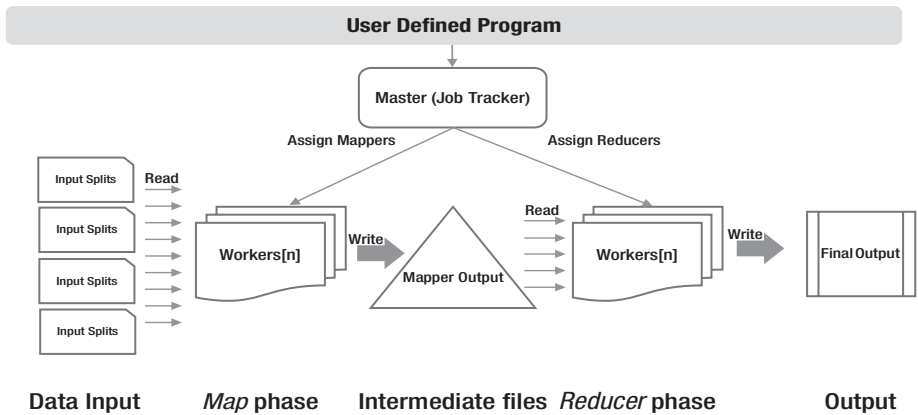 User Defined Program
Master (Job Tracker)
Assign Mappers
Assign Reducers
Input Splits
Read
Input Splits
Input Splits
Input Splits
Workers[n]
Write
Mapper Output
Read
Workers[n]
Write
Final Output
Data Input
Map phase
Intermediate files
Reducer phase
Output